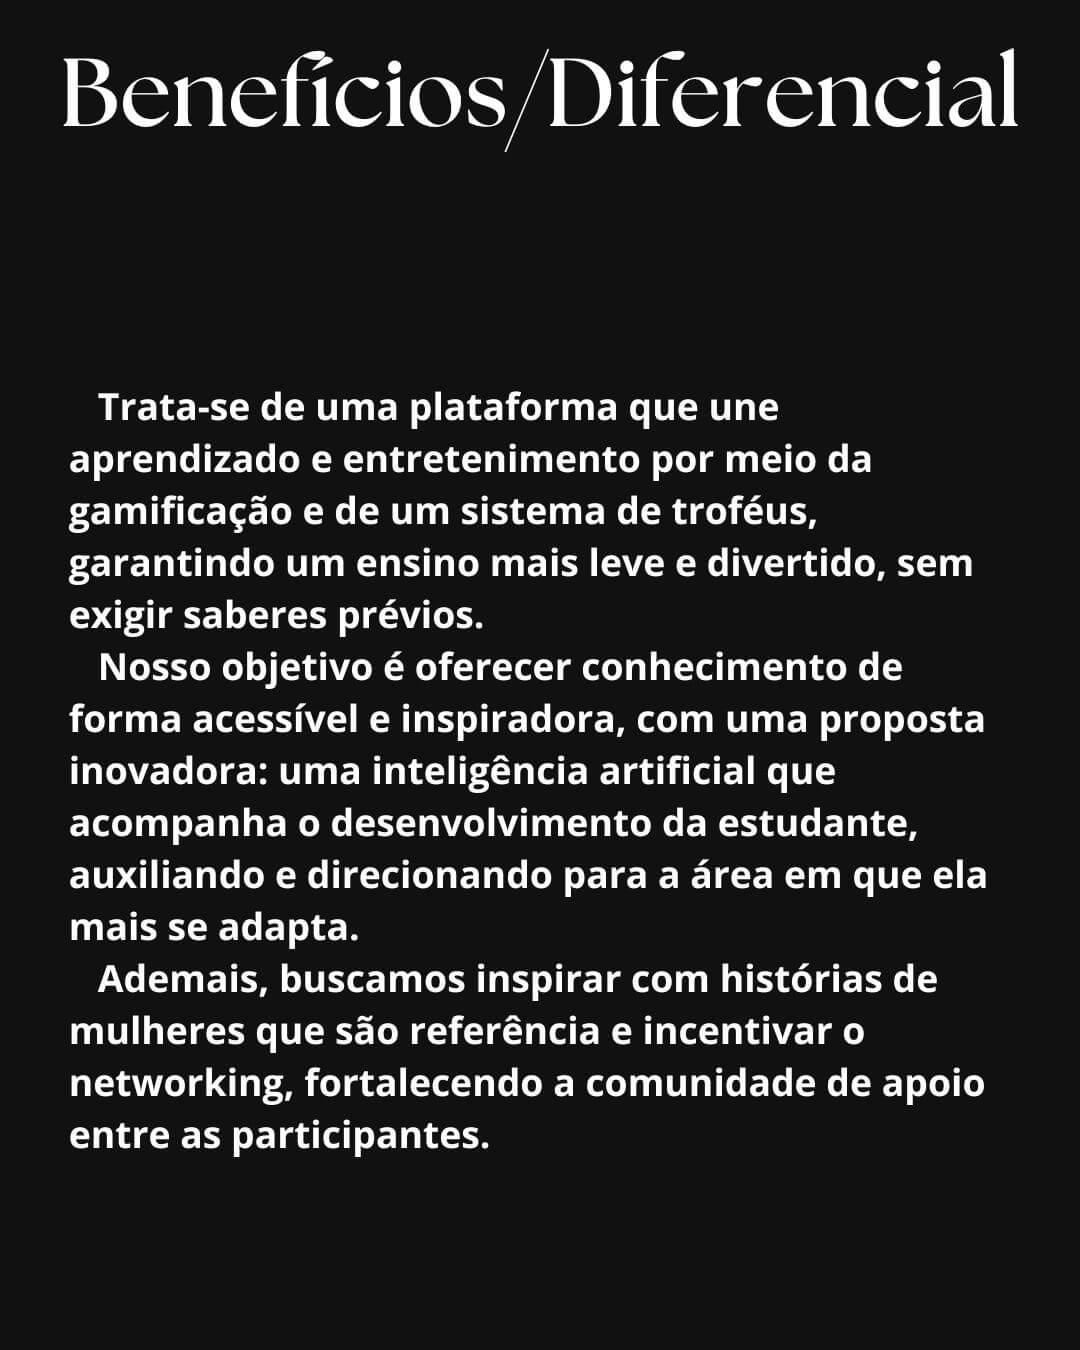 Benefícios/Diferencial
Trata-se de uma plataforma que une
aprendizado e entretenimento por meio da
gamificação e de um sistema de troféus,
garantindo um ensino mais leve e divertido, sem
exigir saberes prévios.
Nosso objetivo é oferecer conhecimento de
forma acessível e inspiradora, com uma proposta
inovadora: uma inteligência artificial que
acompanha o desenvolvimento da estudante,
auxiliando e direcionando para a área em que ela
mais se adapta.
Ademais, buscamos inspirar com histórias de
mulheres que são referência e incentivar o
networking, fortalecendo a comunidade de apoio
entre as participantes.